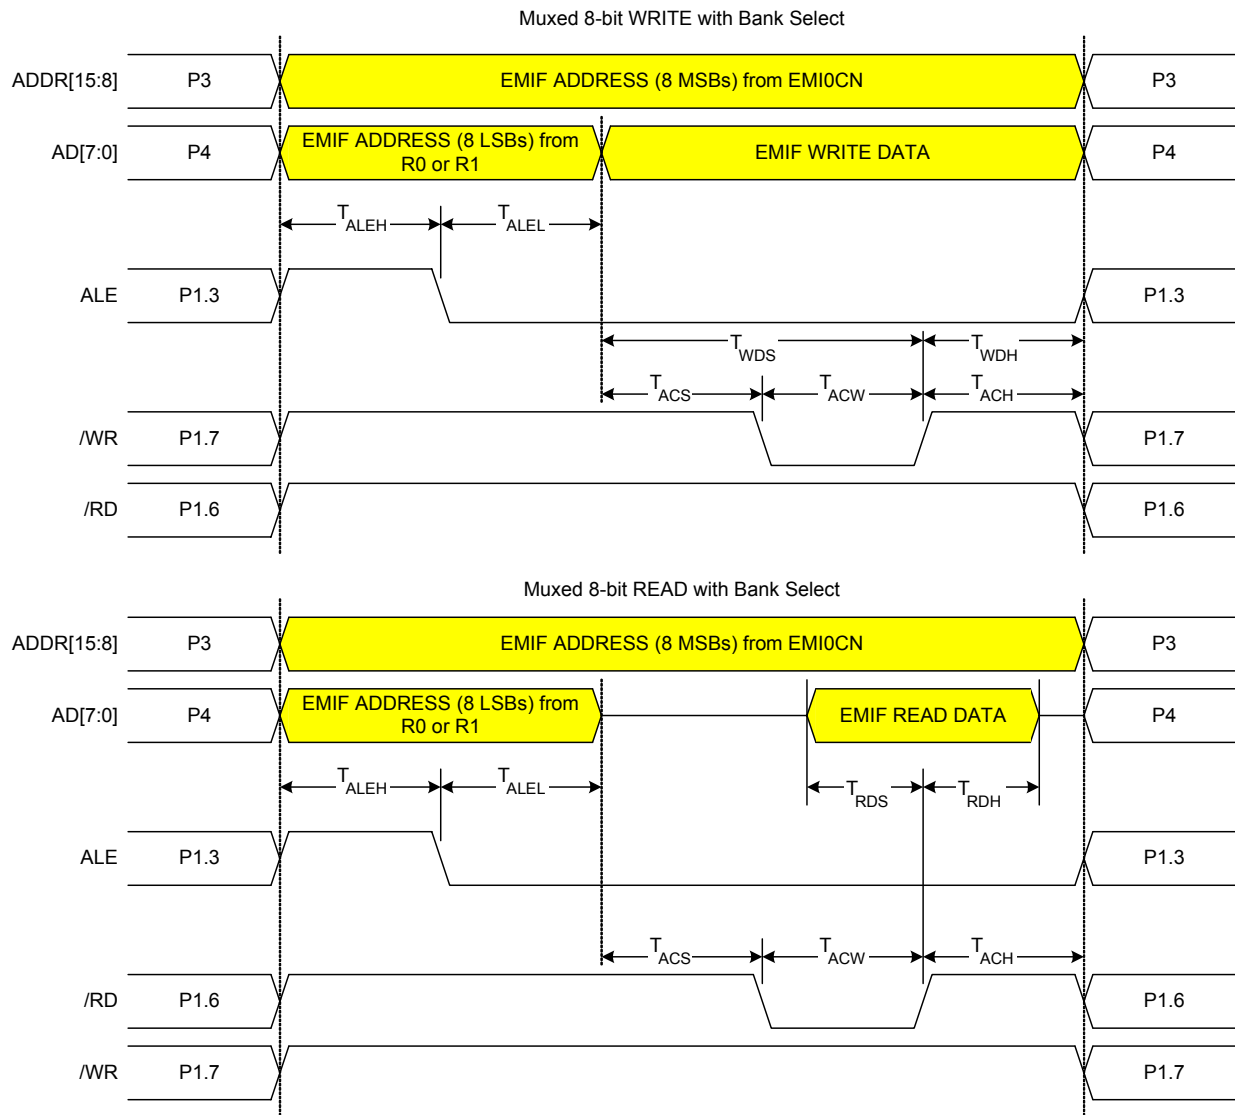 Muxed 8-bit WRITE with Bank Select
ADDR[15:8] P3 EMIF ADDRESS (8 MSBs) from EMI0CN P3
AD[7:0] P4 EMIF ADDRESS (8 LSBs) from R0 or R1 EMIF WRITE DATA P4
TALEH TALEL
ALE P1.3 P1.3
TWDS TWDH
TACS TACW TACH
/WR P1.7 P1.7
/RD P1.6 P1.6
Muxed 8-bit READ with Bank Select
ADDR[15:8] P3 EMIF ADDRESS (8 MSBs) from EMI0CN P3
AD[7:0] P4 EMIF ADDRESS (8 LSBs) from R0 or R1 EMIF READ DATA P4
TALEH TALEL TRDS TRDH
ALE P1.3 P1.3
TACS TACW TACH
/RD P1.6 P1.6
/WR P1.7 P1.7